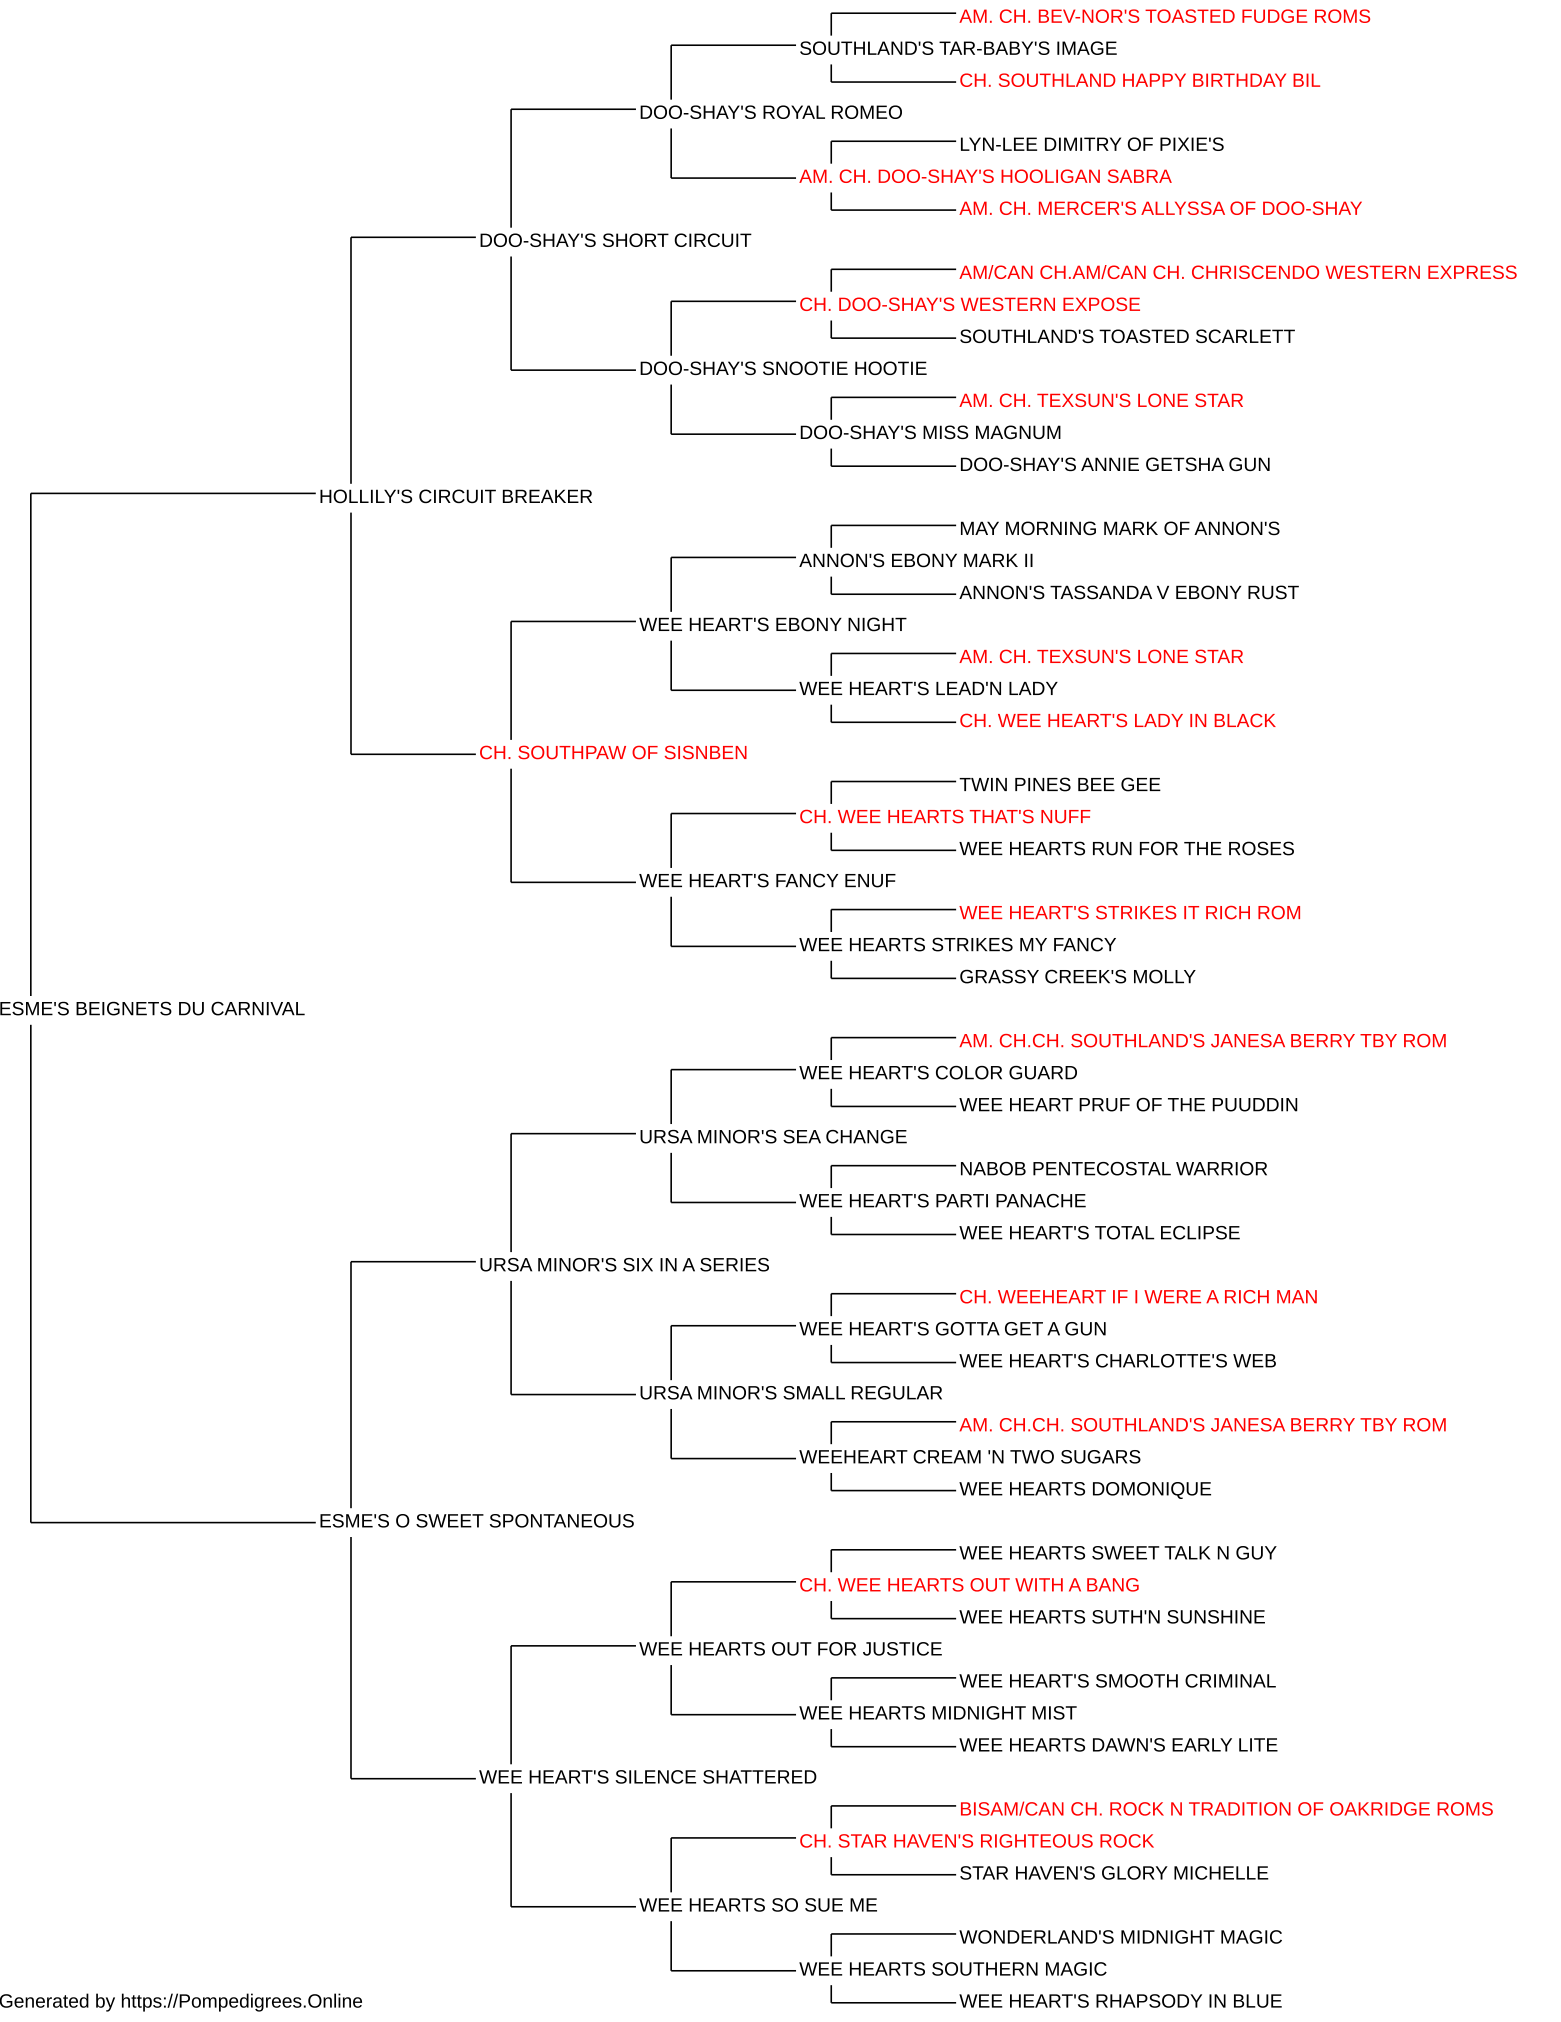 AM. CH. BEV-NOR'S TOASTED FUDGE ROMS
SOUTHLAND'S TAR-BABY'S IMAGE
CH. SOUTHLAND HAPPY BIRTHDAY BIL
DOO-SHAY'S ROYAL ROMEO
LYN-LEE DIMITRY OF PIXIE'S
AM. CH. DOO-SHAY'S HOOLIGAN SABRA
AM. CH. MERCER'S ALLYSSA OF DOO-SHAY
DOO-SHAY'S SHORT CIRCUIT
AM/CAN CH.AM/CAN CH. CHRISCENDO WESTERN EXPRESS
CH. DOO-SHAY'S WESTERN EXPOSE
SOUTHLAND'S TOASTED SCARLETT
DOO-SHAY'S SNOOTIE HOOTIE
AM. CH. TEXSUN'S LONE STAR
DOO-SHAY'S MISS MAGNUM
DOO-SHAY'S ANNIE GETSHA GUN
HOLLILY'S CIRCUIT BREAKER
MAY MORNING MARK OF ANNON'S
ANNON'S EBONY MARK II
ANNON'S TASSANDA V EBONY RUST
WEE HEART'S EBONY NIGHT
AM. CH. TEXSUN'S LONE STAR
WEE HEART'S LEAD'N LADY
CH. WEE HEART'S LADY IN BLACK
CH. SOUTHPAW OF SISNBEN
TWIN PINES BEE GEE
CH. WEE HEARTS THAT'S NUFF
WEE HEARTS RUN FOR THE ROSES
WEE HEART'S FANCY ENUF
WEE HEART'S STRIKES IT RICH ROM
WEE HEARTS STRIKES MY FANCY
GRASSY CREEK'S MOLLY
ESME'S BEIGNETS DU CARNIVAL
AM. CH.CH. SOUTHLAND'S JANESA BERRY TBY ROM
WEE HEART'S COLOR GUARD
WEE HEART PRUF OF THE PUUDDIN
URSA MINOR'S SEA CHANGE
NABOB PENTECOSTAL WARRIOR
WEE HEART'S PARTI PANACHE
WEE HEART'S TOTAL ECLIPSE
URSA MINOR'S SIX IN A SERIES
CH. WEEHEART IF I WERE A RICH MAN
WEE HEART'S GOTTA GET A GUN
WEE HEART'S CHARLOTTE'S WEB
URSA MINOR'S SMALL REGULAR
AM. CH.CH. SOUTHLAND'S JANESA BERRY TBY ROM
WEEHEART CREAM 'N TWO SUGARS
WEE HEARTS DOMONIQUE
ESME'S O SWEET SPONTANEOUS
WEE HEARTS SWEET TALK N GUY
CH. WEE HEARTS OUT WITH A BANG
WEE HEARTS SUTH'N SUNSHINE
WEE HEARTS OUT FOR JUSTICE
WEE HEART'S SMOOTH CRIMINAL
WEE HEARTS MIDNIGHT MIST
WEE HEARTS DAWN'S EARLY LITE
WEE HEART'S SILENCE SHATTERED
BISAM/CAN CH. ROCK N TRADITION OF OAKRIDGE ROMS
CH. STAR HAVEN'S RIGHTEOUS ROCK
STAR HAVEN'S GLORY MICHELLE
WEE HEARTS SO SUE ME
WONDERLAND'S MIDNIGHT MAGIC
WEE HEARTS SOUTHERN MAGIC
WEE HEART'S RHAPSODY IN BLUE
Generated by https://Pompedigrees.Online